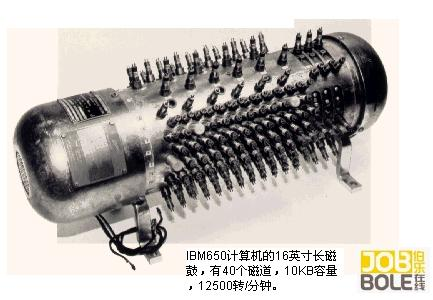 IBM650计算机的16英寸长磁
鼓，有40个磁道，10KB容量
，12500转/分钟。
JOB
BOLE
伯乐在线